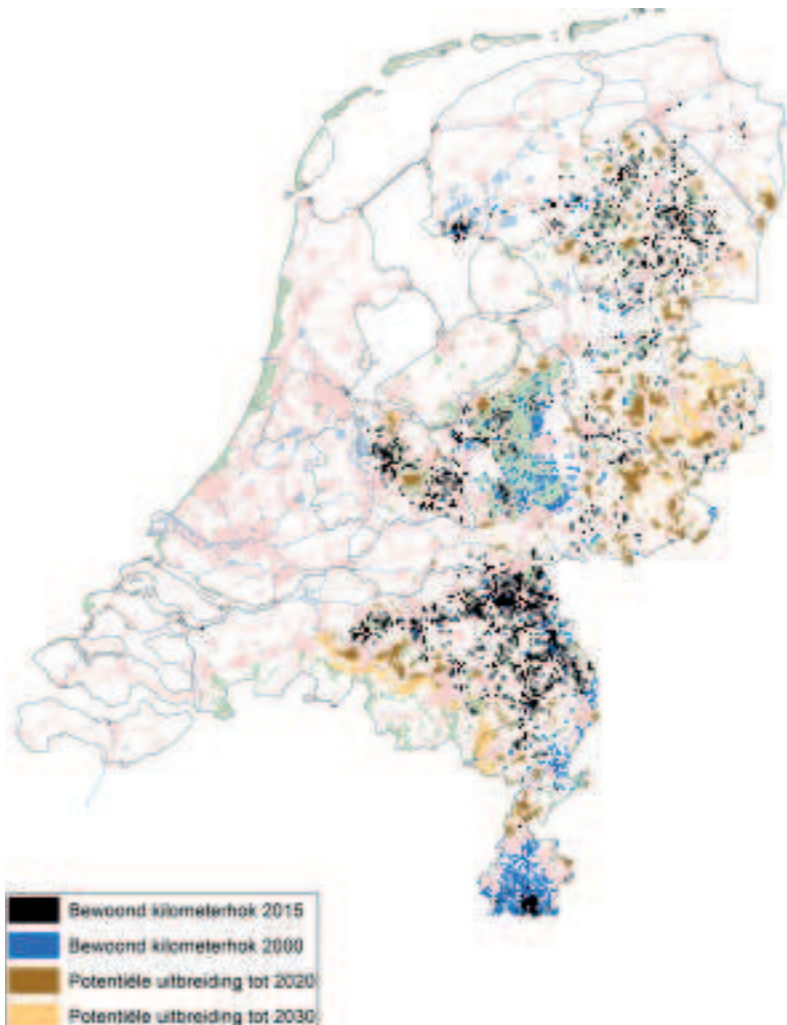 Bewoond kilometerhok 2015
Bewoond kilometerhok 2000
Potentiële uitbreiding tot 2020
Potentiële uitbreiding tot 2030